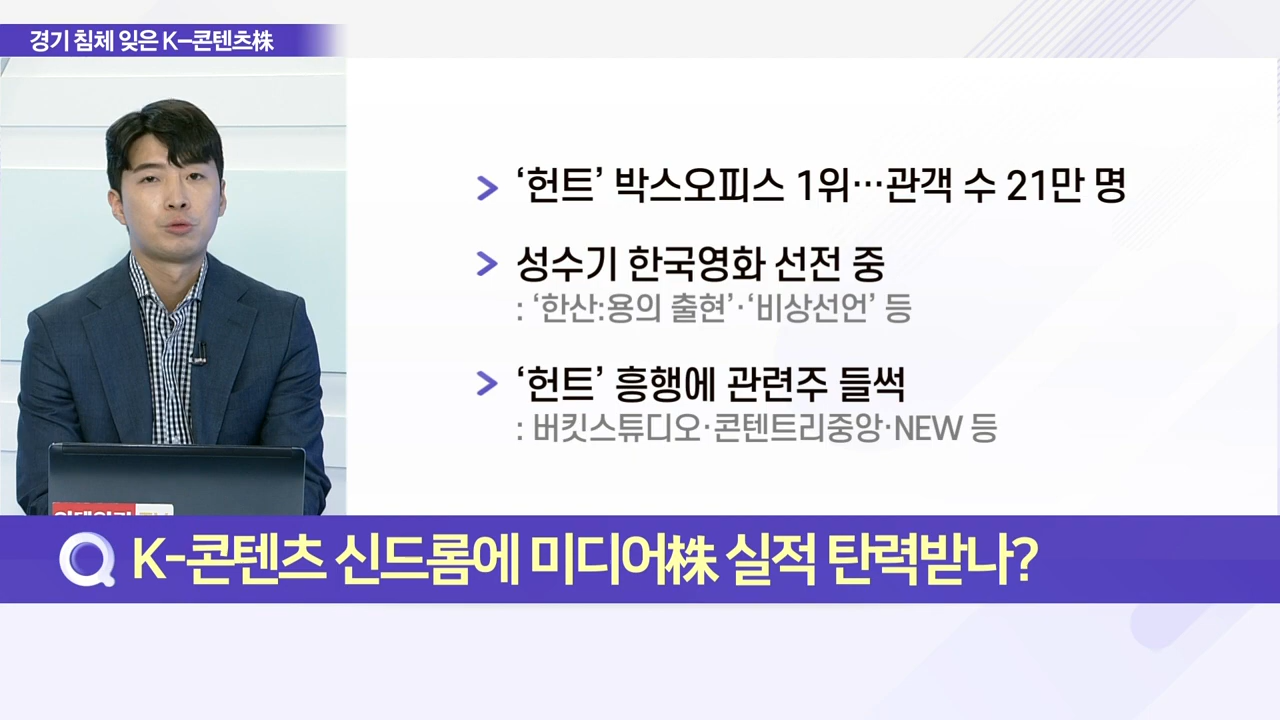 경기 침체 잊은 K-콘텐츠株
> '헌트' 박스오피스 1위…관객 수 21만 명
> 성수기 한국영화 선전 중
: '한산:용의 출현'·'비상선언' 등
> '헌트' 흥행에 관련주 들썩
: 버킷스튜디오·콘텐트리중앙·NEW 등
Q K-콘텐츠 신드롬에 미디어株 실적 탄력받나?